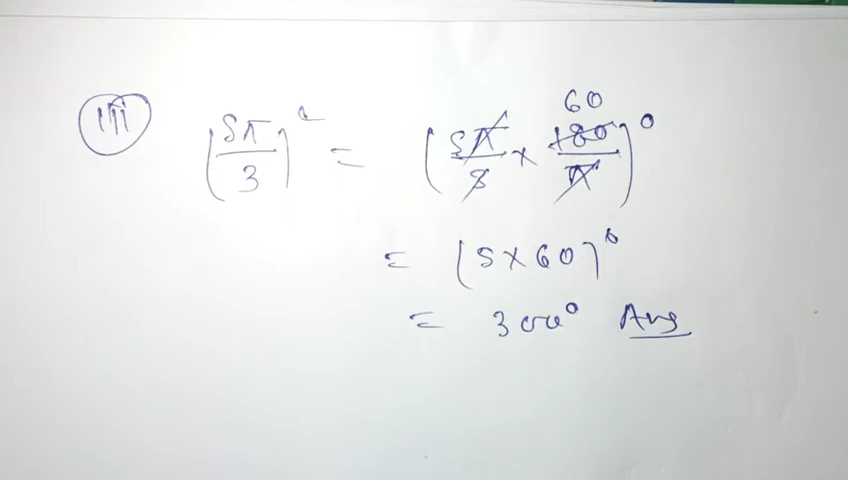 iii (5π/3)ᶜ = (5π/3 × 180/π)° 60
= (5×60)°
= 300° Ans